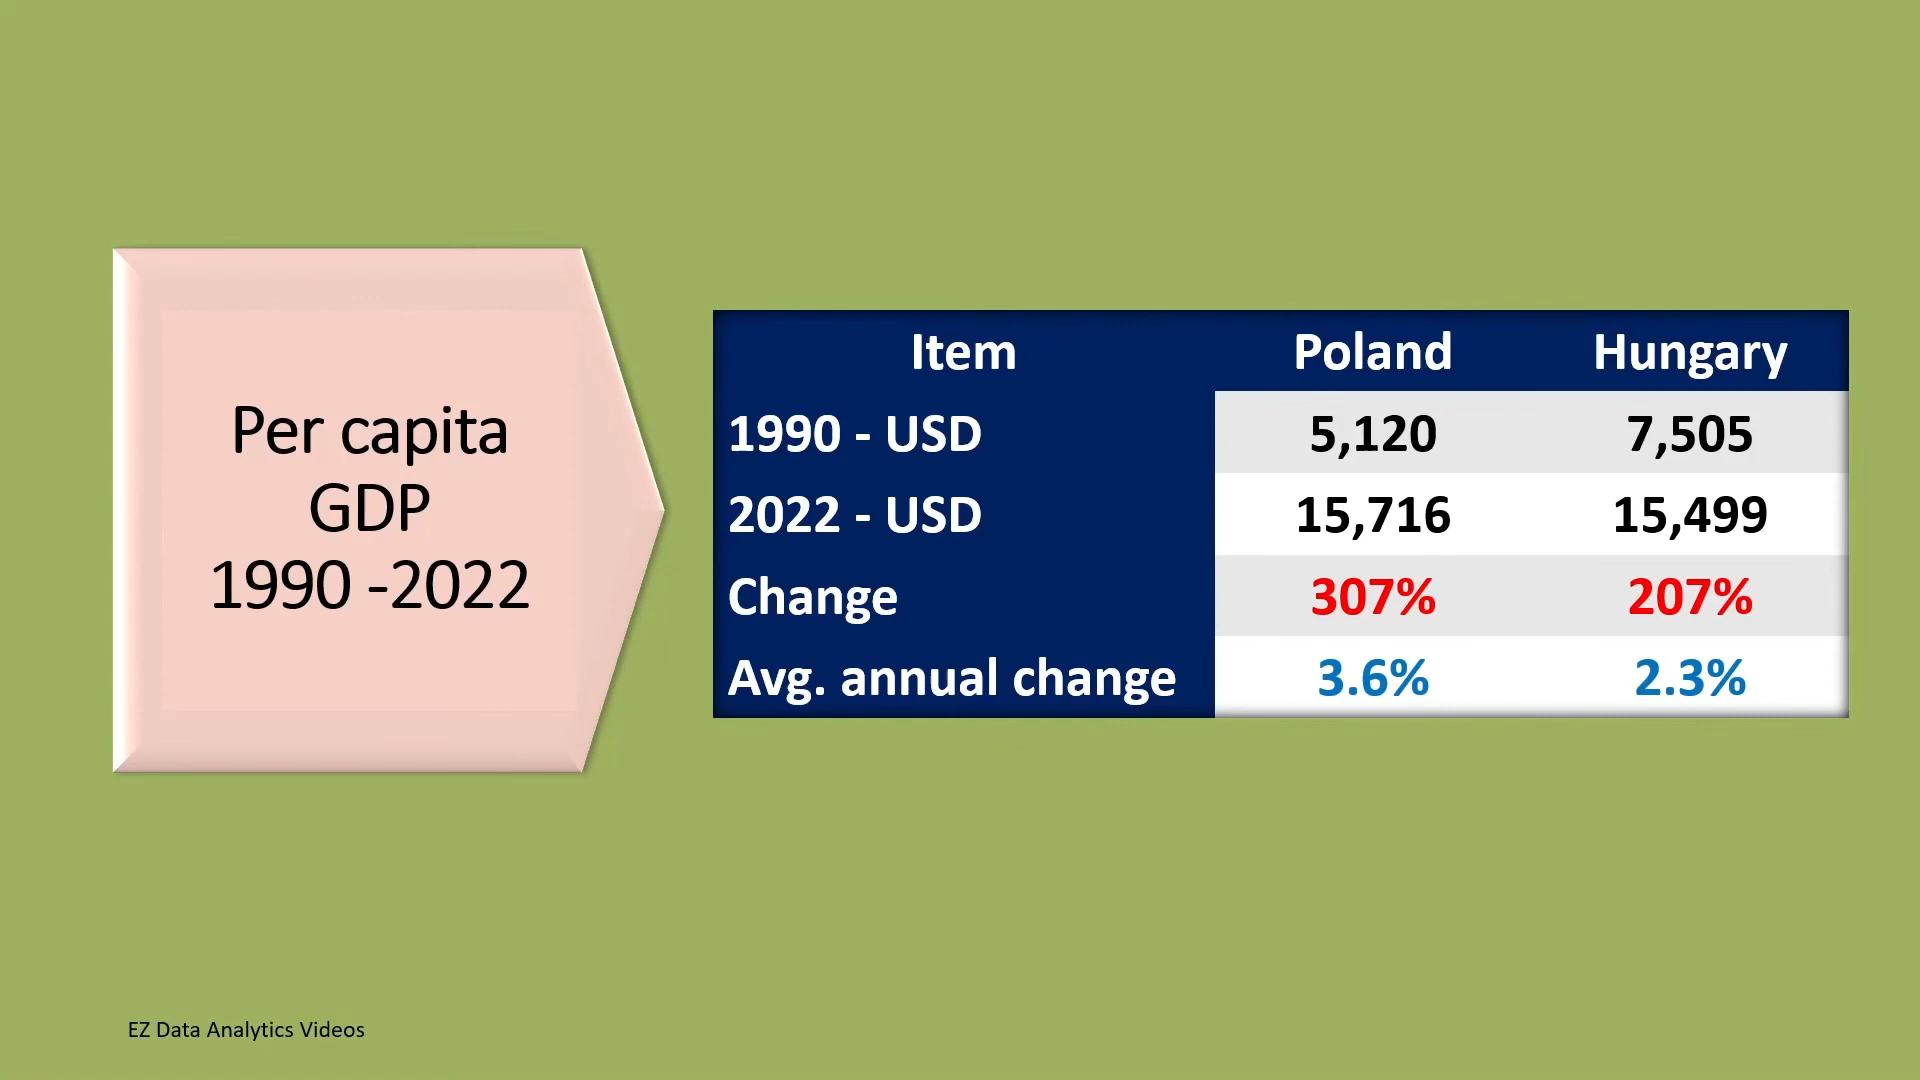 Per capita
GDP
1990 -2022
Item Poland Hungary
1990 - USD 5,120 7,505
2022 - USD 15,716 15,499
Change 307% 207%
Avg. annual change 3.6% 2.3%
EZ Data Analytics Videos